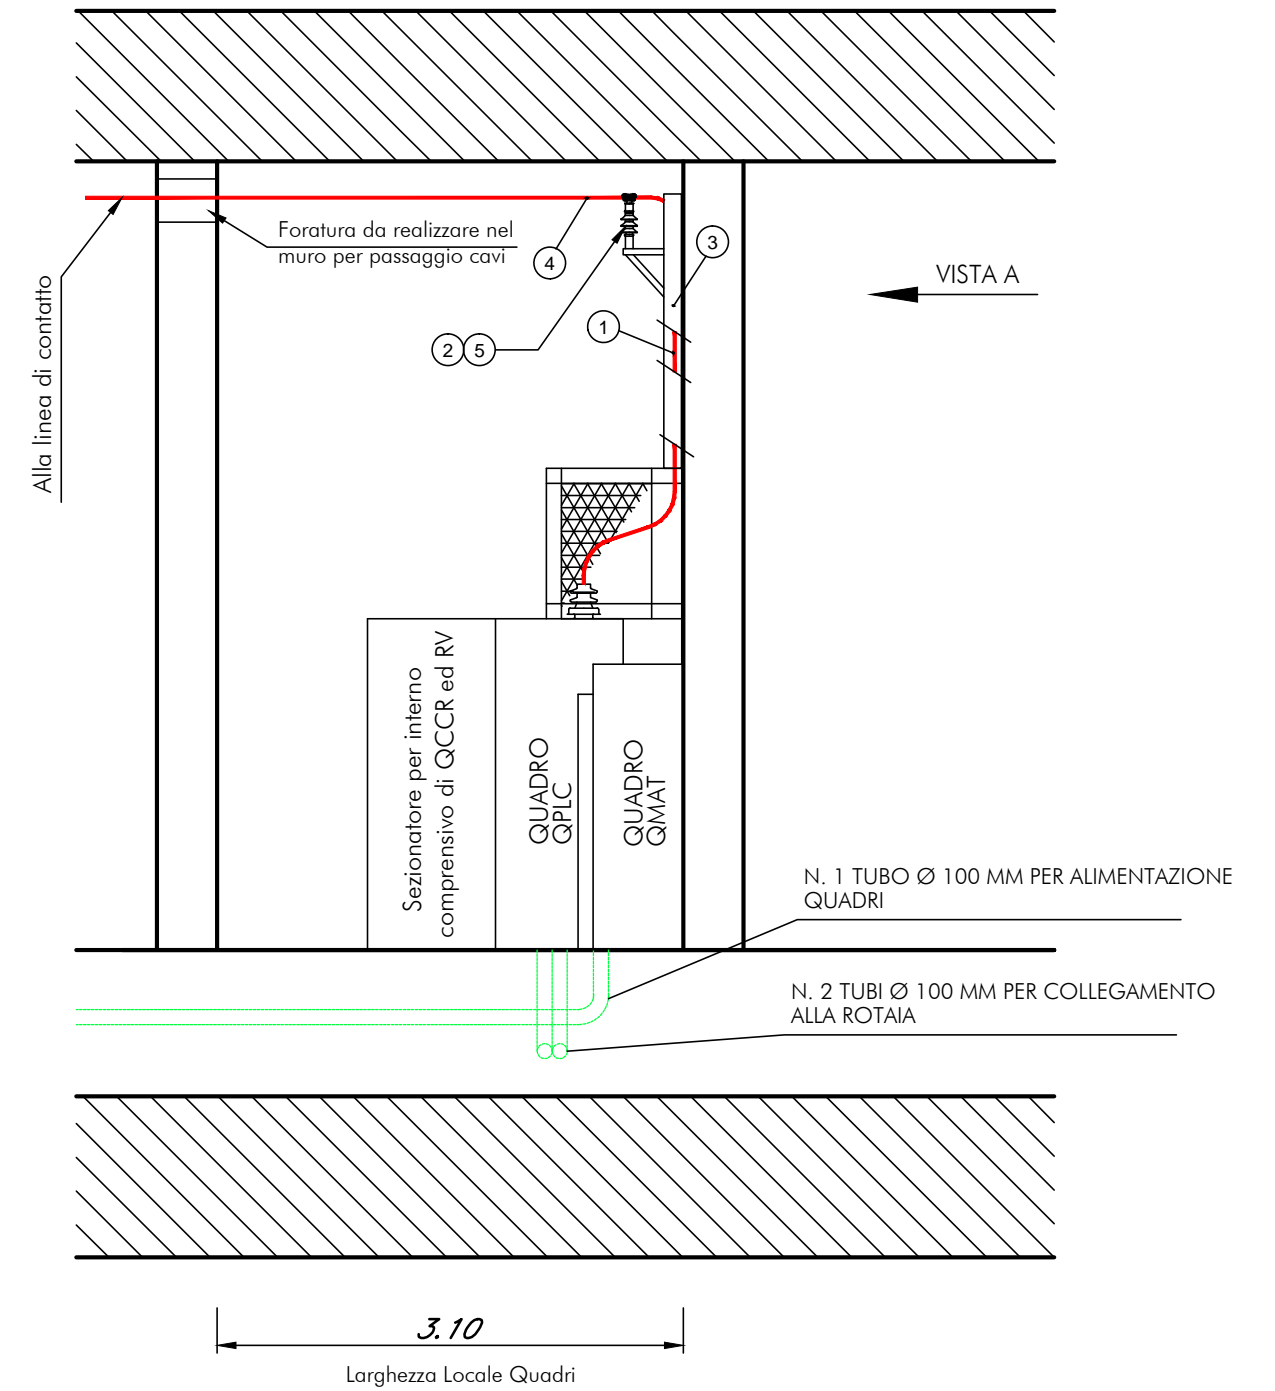 Foratura da realizzare nel
muro per passaggio cavi
4
3
VISTA A
Alla linea di contatto
1
2
5
Sezionatore per interno
comprensivo di QCCR ed RV
QUADRO
QPLC
QUADRO
QMAT
N. 1 TUBO Ø 100 MM PER ALIMENTAZIONE
QUADRI
N. 2 TUBI Ø 100 MM PER COLLEGAMENTO
ALLA ROTAIA
3.10
Larghezza Locale Quadri